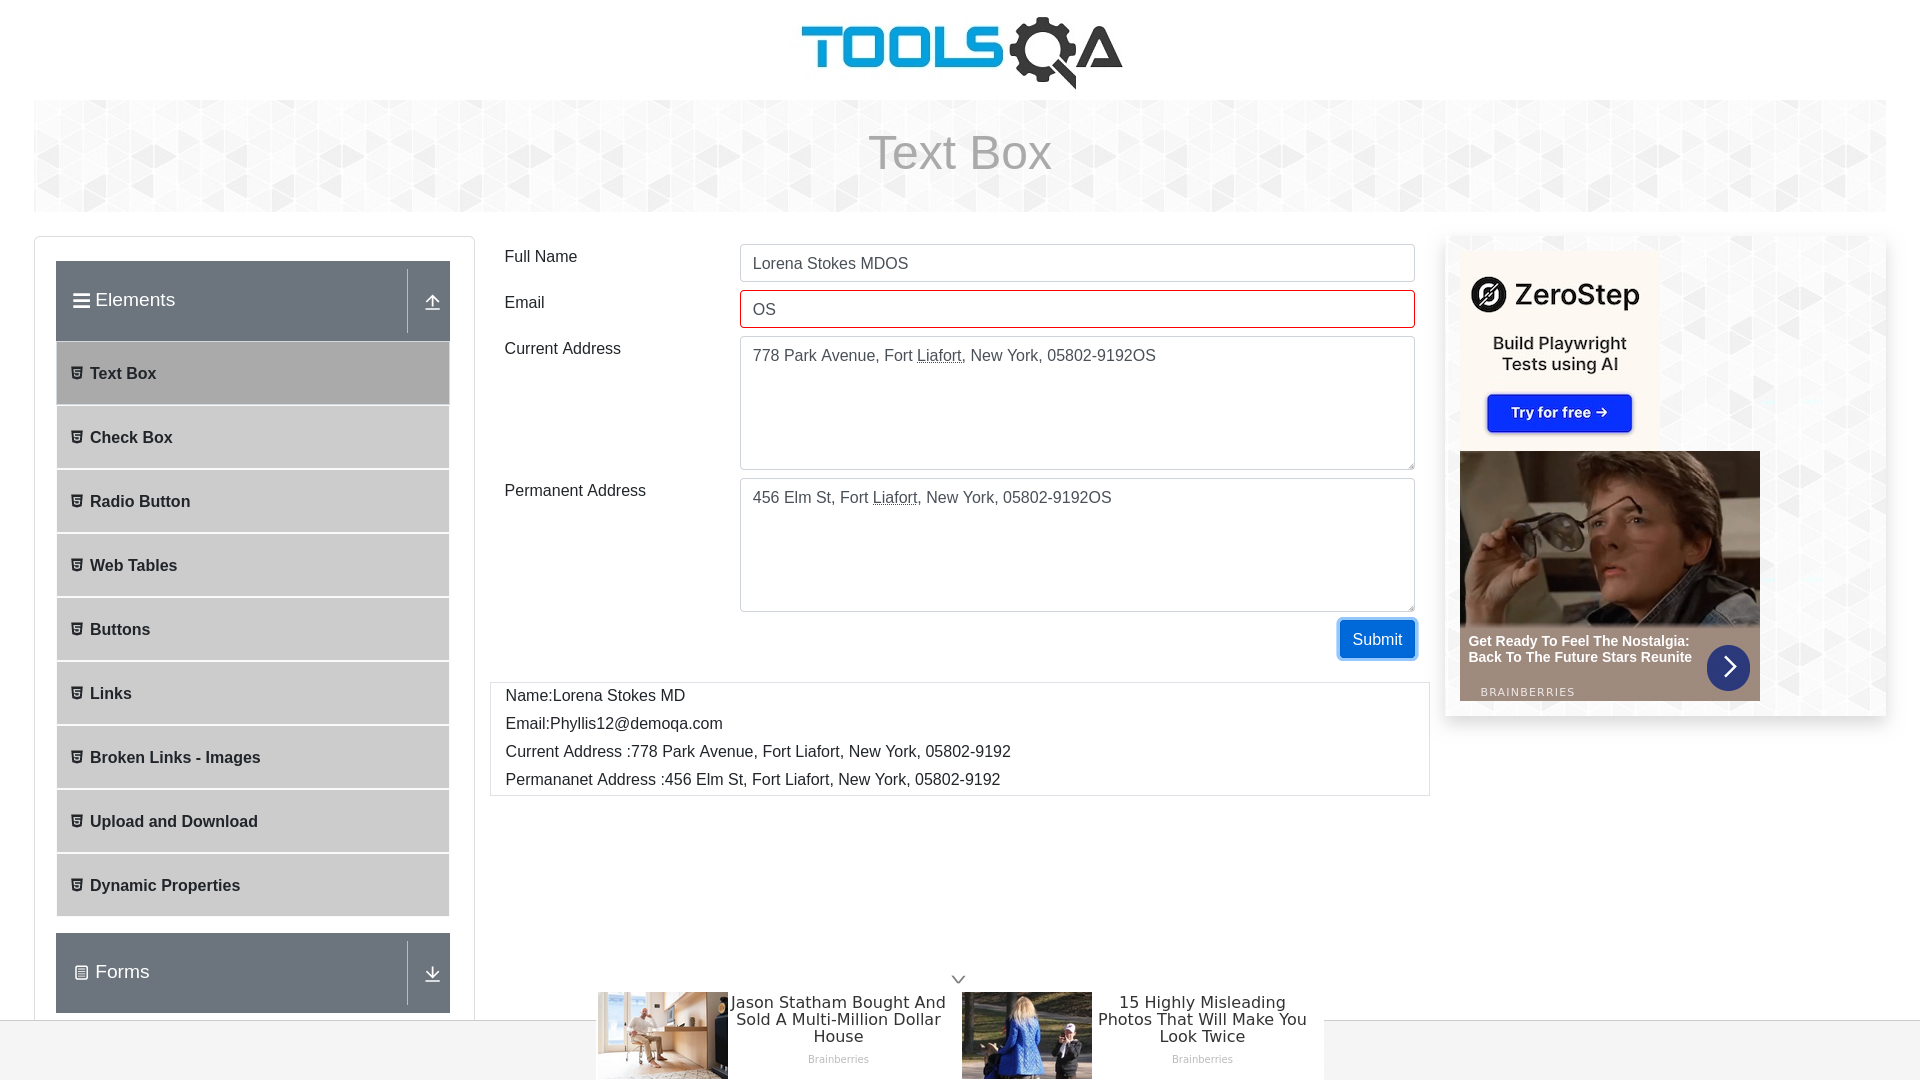 TOOLSQA
Text Box
Elements
Text Box
Check Box
Radio Button
Web Tables
Buttons
Links
Broken Links - Images
Upload and Download
Dynamic Properties
Forms
Full Name
Lorena Stokes MDOS
Email
OS
Current Address
778 Park Avenue, Fort Liafort, New York, 05802-9192OS
Permanent Address
456 Elm St, Fort Liafort, New York, 05802-9192OS
Submit
Name:Lorena Stokes MD
Email:Phyllis12@demoqa.com
Current Address :778 Park Avenue, Fort Liafort, New York, 05802-9192
Permananet Address :456 Elm St, Fort Liafort, New York, 05802-9192
ZeroStep
Build Playwright
Tests using AI
Try for free →
Get Ready To Feel The Nostalgia:
Back To The Future Stars Reunite
BRAINBERRIES
Jason Statham Bought And
Sold A Multi-Million Dollar
House
Brainberries
15 Highly Misleading
Photos That Will Make You
Look Twice
Brainberries